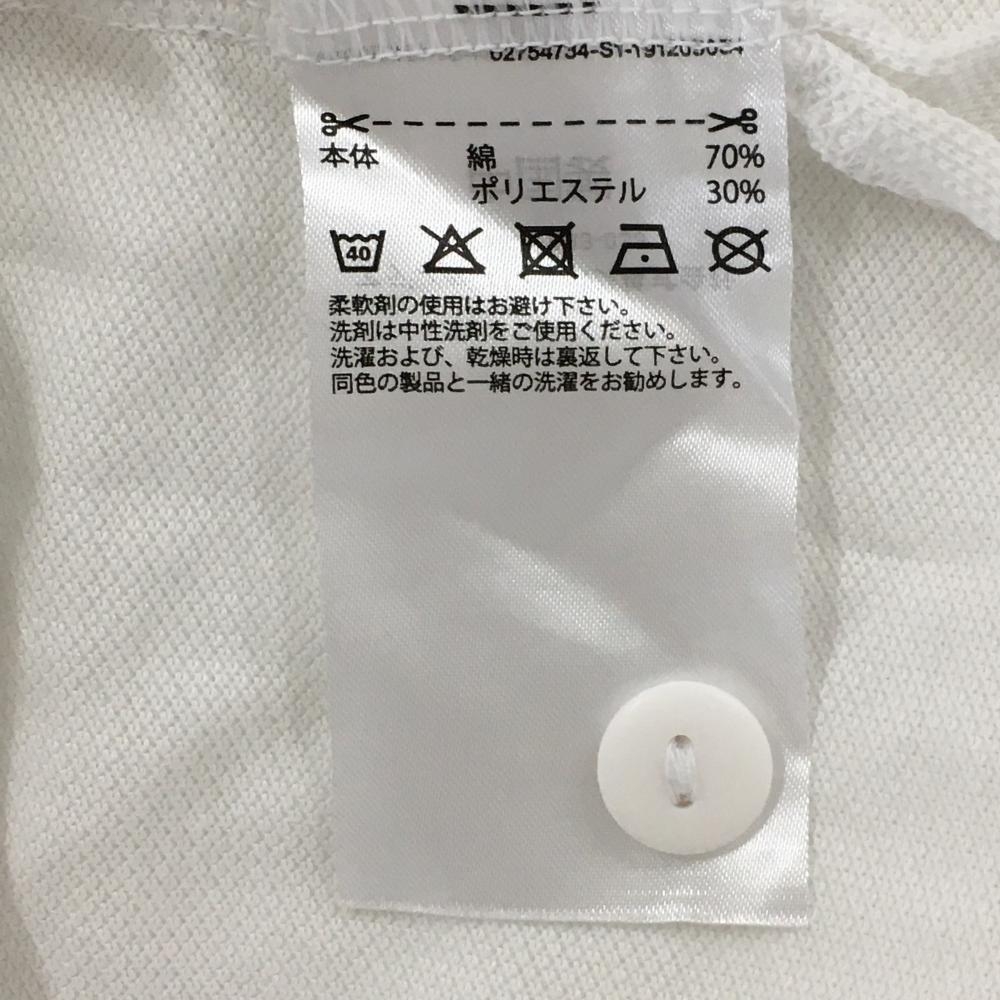 02754734-S1-191205054
本体 綿 70%
ポリエステル 30%
40
柔軟剤の使用はお避け下さい。
洗剤は中性洗剤をご使用ください。
洗濯および、乾燥時は裏返して下さい。
同色の製品と一緒の洗濯をお勧めします。